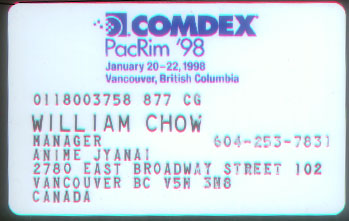 COMDEX
PacRim '98
January 20-22, 1998
Vancouver, British Columbia
0118003758 877 CG
WILLIAM CHOW
MANAGER 604-253-7831
ANIME JYANAI
2780 EAST BROADWAY STREET 102
VANCOUVER BC V5M 3M8
CANADA